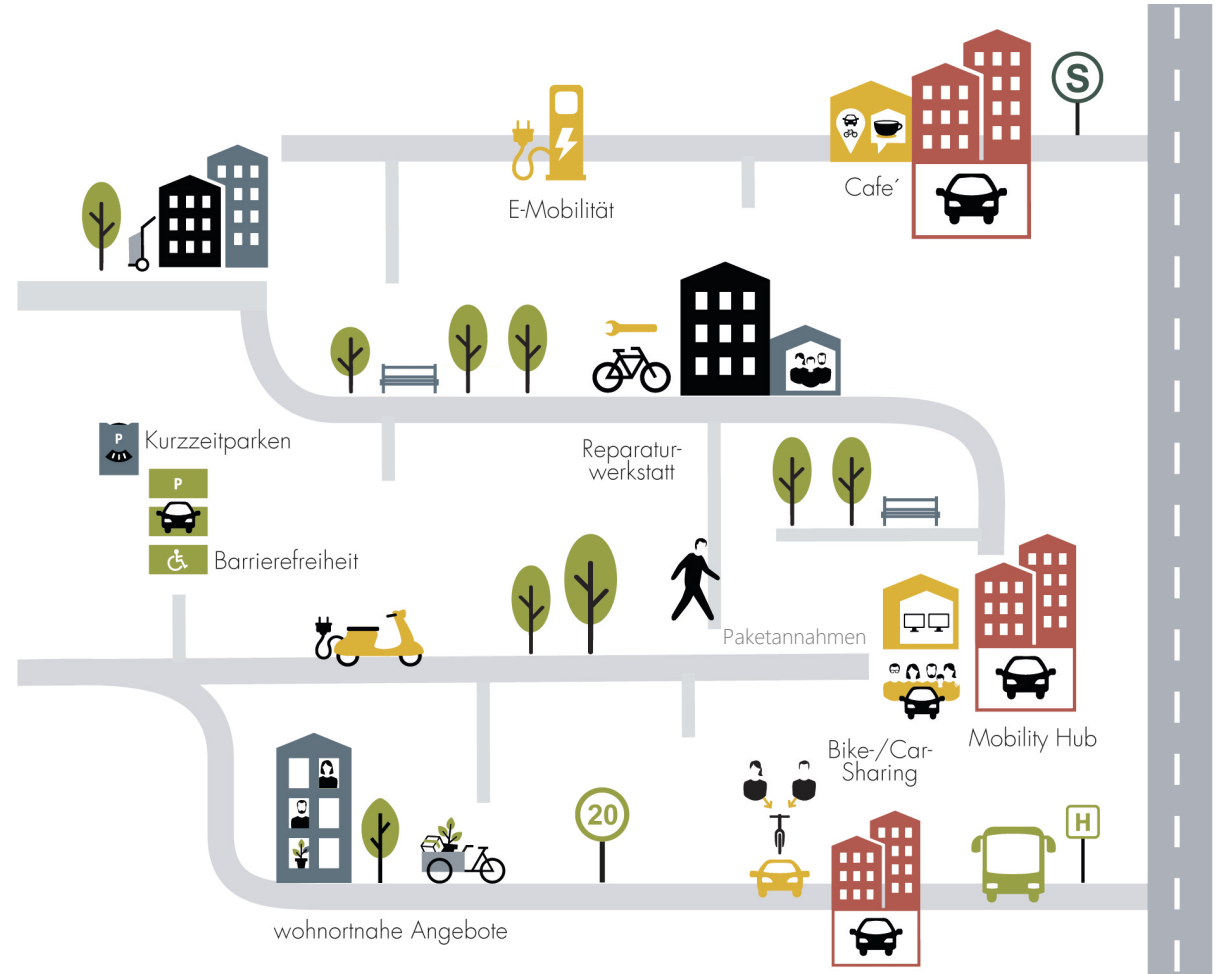 S
Cafe´
E-Mobilität
P
Kurzzeitparken
Reparatur-
werkstatt
P
Barrierefreiheit
Paketannahmen
Mobility Hub
Bike-/Car-
Sharing
20
H
wohnortnahe Angebote